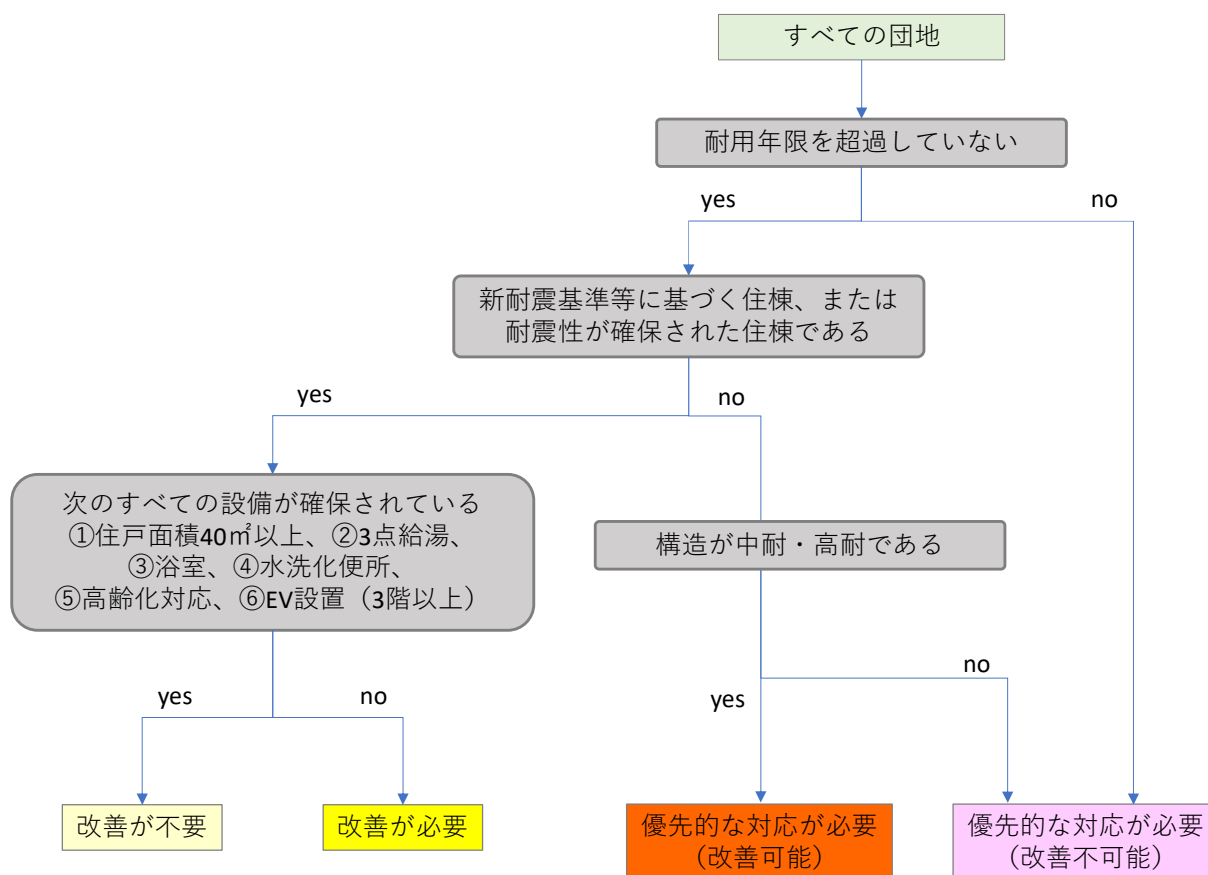 すべての団地
耐用年限を超過していない
yes
no
新耐震基準等に基づく住棟、または
耐震性が確保された住棟である
yes
no
次のすべての設備が確保されている
①住戸面積40㎡以上、②3点給湯、
③浴室、④水洗化便所、
⑤高齢化対応、⑥EV設置（3階以上）
構造が中耐・高耐である
yes
no
yes
no
改善が不要
改善が必要
優先的な対応が必要
（改善可能）
優先的な対応が必要
（改善不可能）